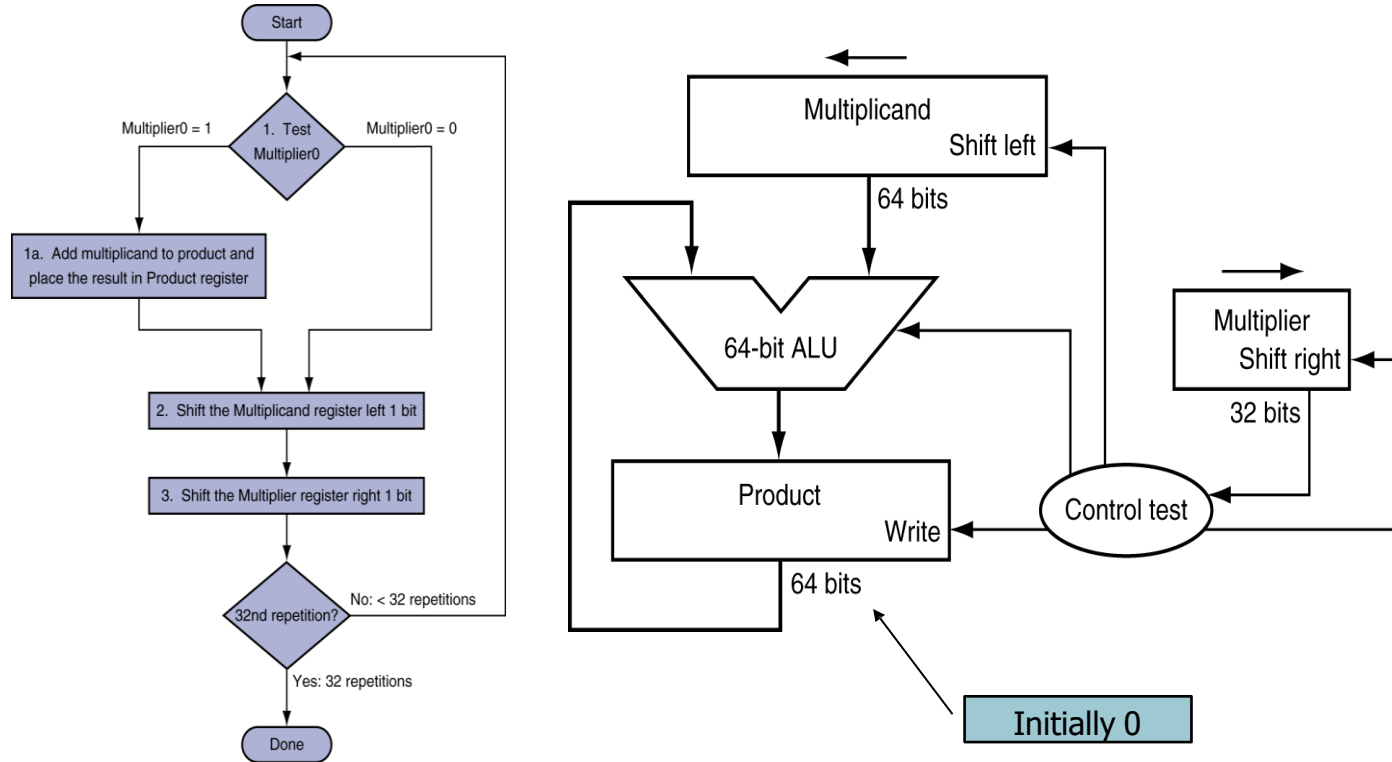 Start
Multiplier0 = 1
1. Test
Multiplier0
Multiplier0 = 0
1a. Add multiplicand to product and
place the result in Product register
2. Shift the Multiplicand register left 1 bit
3. Shift the Multiplier register right 1 bit
32nd repetition?
No: < 32 repetitions
Yes: 32 repetitions
Done
Multiplicand
Shift left
64 bits
64-bit ALU
Multiplier
Shift right
32 bits
Product
Write
64 bits
Control test
Initially 0